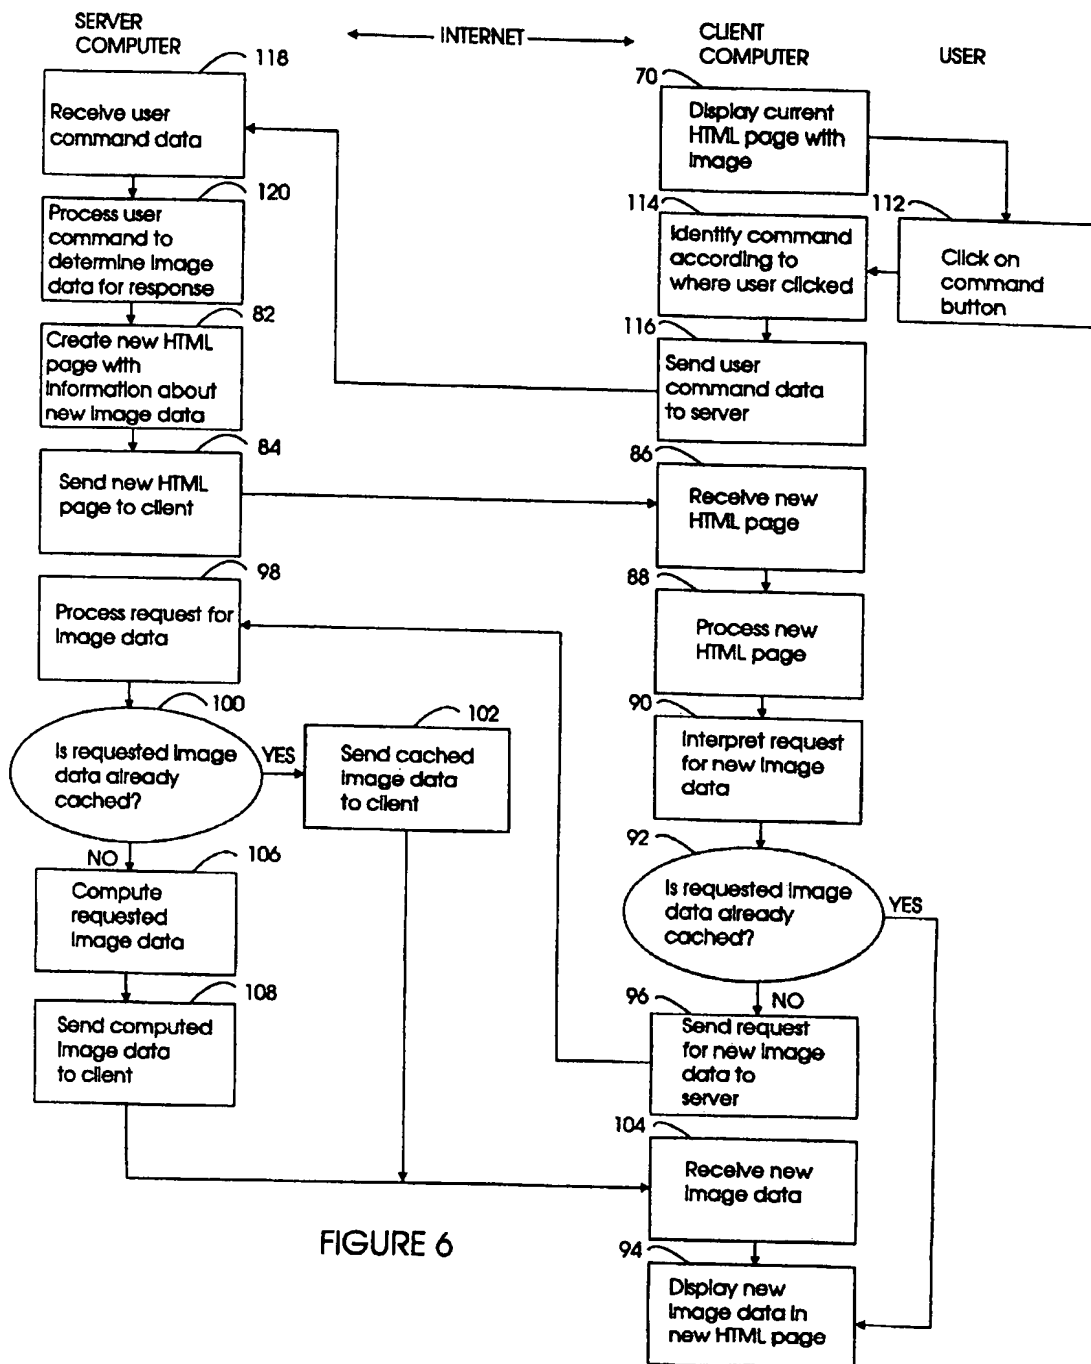 SERVER
COMPUTER
INTERNET
CLIENT
COMPUTER
USER
118
Receive user
command data
120
Process user
command to
determine image
data for response
82
Create new HTML
page with
information about
new image data
84
Send new HTML
page to client
98
Process request for
image data
100
Is requested image
data already
cached?
YES
102
Send cached
image data
to client
NO
106
Compute
requested
image data
108
Send computed
image data
to client
70
Display current
HTML page with
image
112
Click on
command
button
114
Identify command
according to
where user clicked
116
Send user
command data
to server
86
Receive new
HTML page
88
Process new
HTML page
90
Interpret request
for new image
data
92
Is requested image
data already
cached?
YES
NO
96
Send request
for new image
data to
server
104
Receive new
image data
94
Display new
image data in
new HTML page
FIGURE 6